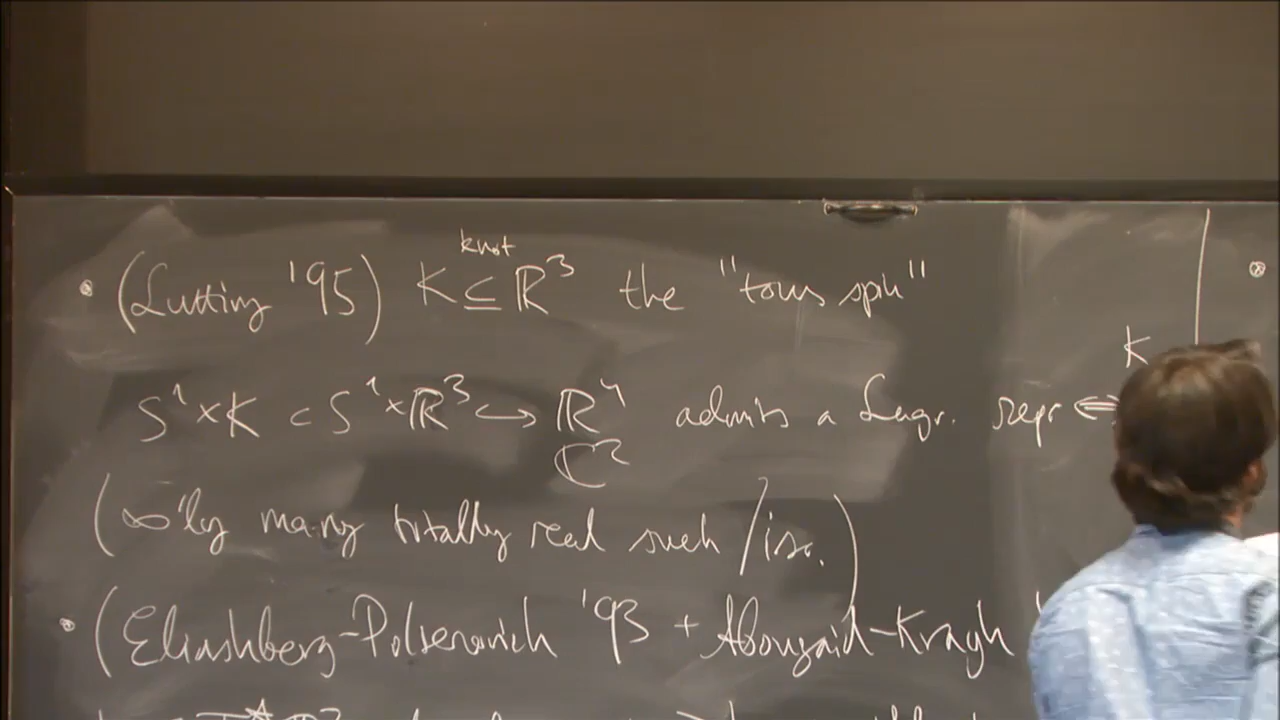 knot
• (Lutting '95) K ⊆ ℝ³ the "torus spin"
S¹×K ⊂ S¹×ℝ³ ↪ ℝ⁴ admits a Lagr. repr ⟺
ℂ²
(∞'ly many totally real such /iso.)
• (Eliashberg-Polterovich '93 + Abouzaid-Kragh '
K